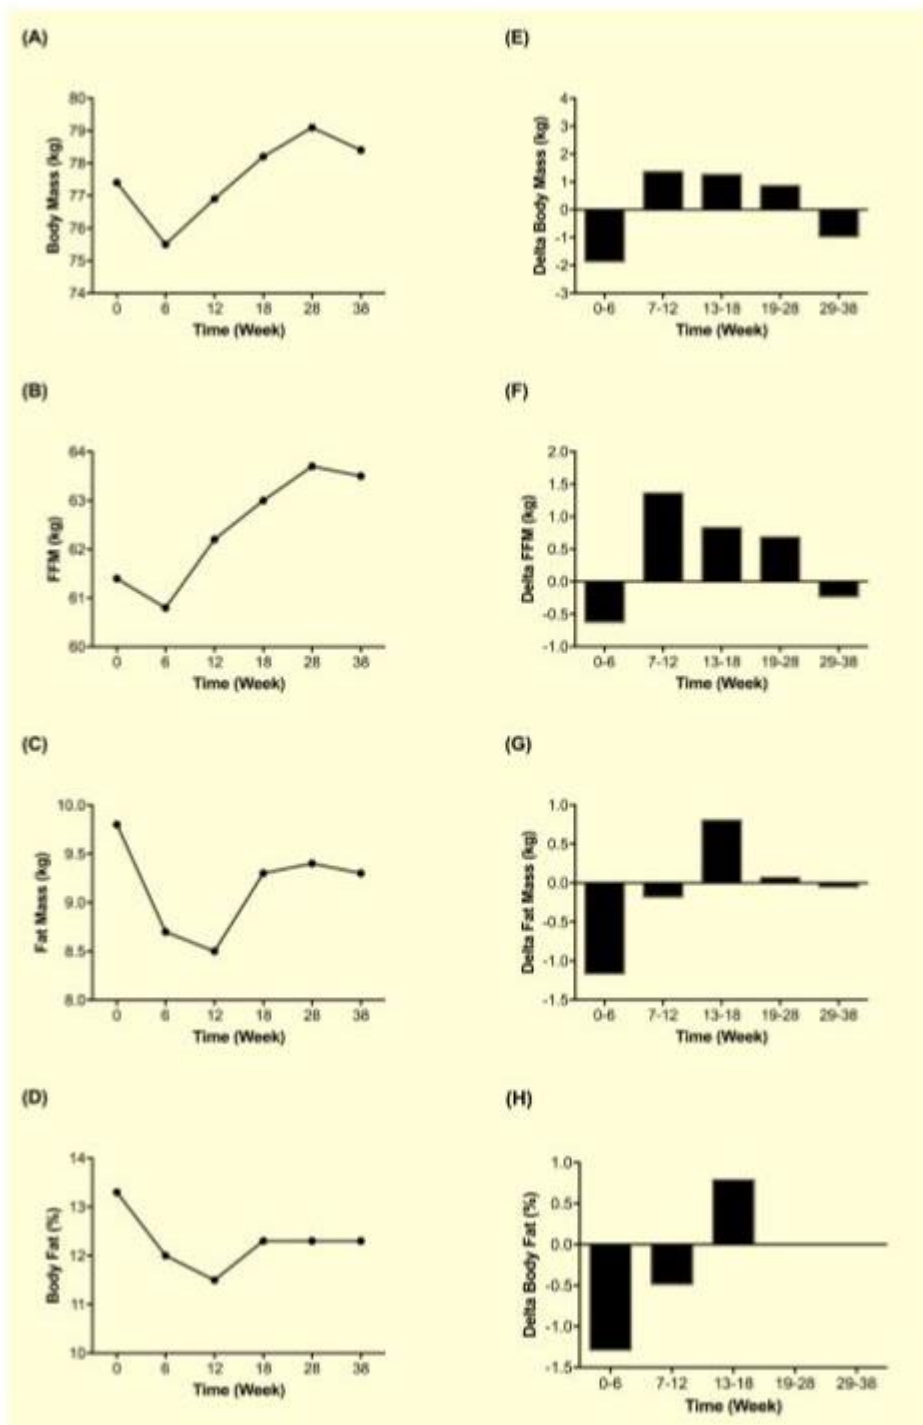 (A)
Body Mass (kg)
80
79
78
77
76
75
74
0 6 12 18 28 38
Time (Week)
(E)
Delta Body Mass (kg)
4
3
2
1
0
-1
-2
-3
0-6 7-12 13-18 19-28 29-38
Time (Week)
(B)
FFM (kg)
64
63
62
61
60
0 6 12 18 28 38
Time (Week)
(F)
Delta FFM (kg)
2.0
1.5
1.0
0.5
0.0
-0.5
-1.0
0-6 7-12 13-18 19-28 29-38
Time (Week)
(C)
Fat Mass (kg)
10.0
9.5
9.0
8.5
8.0
0 6 12 18 28 38
Time (Week)
(G)
Delta Fat Mass (kg)
1.0
0.5
0.0
-0.5
-1.0
-1.5
0-6 7-12 13-18 19-28 29-38
Time (Week)
(D)
Body Fat (%)
14
13
12
11
10
0 6 12 18 28 38
Time (Week)
(H)
Delta Body Fat (%)
1.0
0.5
0.0
-0.5
-1.0
-1.5
0-6 7-12 13-18 19-28 29-38
Time (Week)